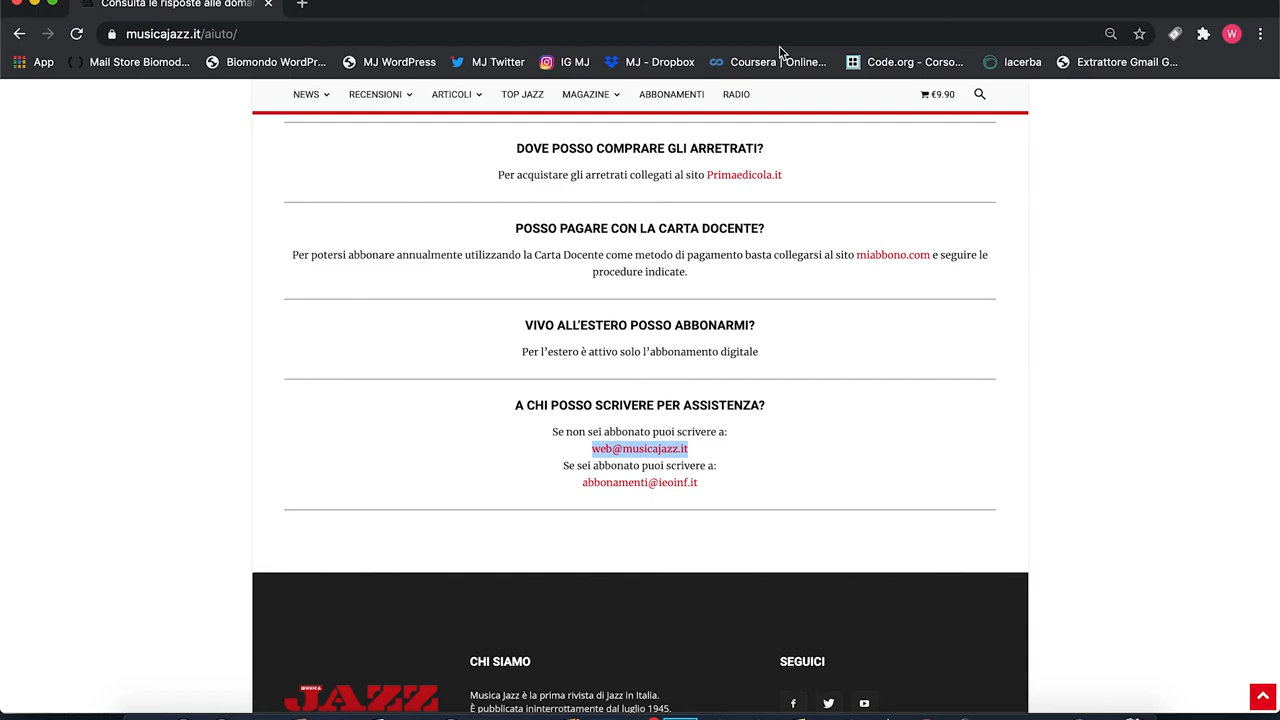 Consulta le risposte alle doma
musicajazz.it/aiuto/
W
App
Mail Store Biomod...
Biomondo WordPr...
MJ WordPress
MJ Twitter
IG MJ
MJ - Dropbox
Coursera | Online...
Code.org - Corso...
lacerba
Extrattore Gmail G...
NEWS
RECENSIONI
ARTICOLI
TOP JAZZ
MAGAZINE
ABBONAMENTI
RADIO
€9.90
DOVE POSSO COMPRARE GLI ARRETRATI?
Per acquistare gli arretrati collegati al sito Primaedicola.it
POSSO PAGARE CON LA CARTA DOCENTE?
Per potersi abbonare annualmente utilizzando la Carta Docente come metodo di pagamento basta collegarsi al sito miabbono.com e seguire le
procedure indicate.
VIVO ALL'ESTERO POSSO ABBONARMI?
Per l'estero è attivo solo l'abbonamento digitale
A CHI POSSO SCRIVERE PER ASSISTENZA?
Se non sei abbonato puoi scrivere a:
web@musicajazz.it
Se sei abbonato puoi scrivere a:
abbonamenti@ieoinf.it
MUSICA
JAZZ
CHI SIAMO
Musica Jazz è la prima rivista di Jazz in Italia.
È pubblicata ininterrottamente dal luglio 1945.
SEGUICI